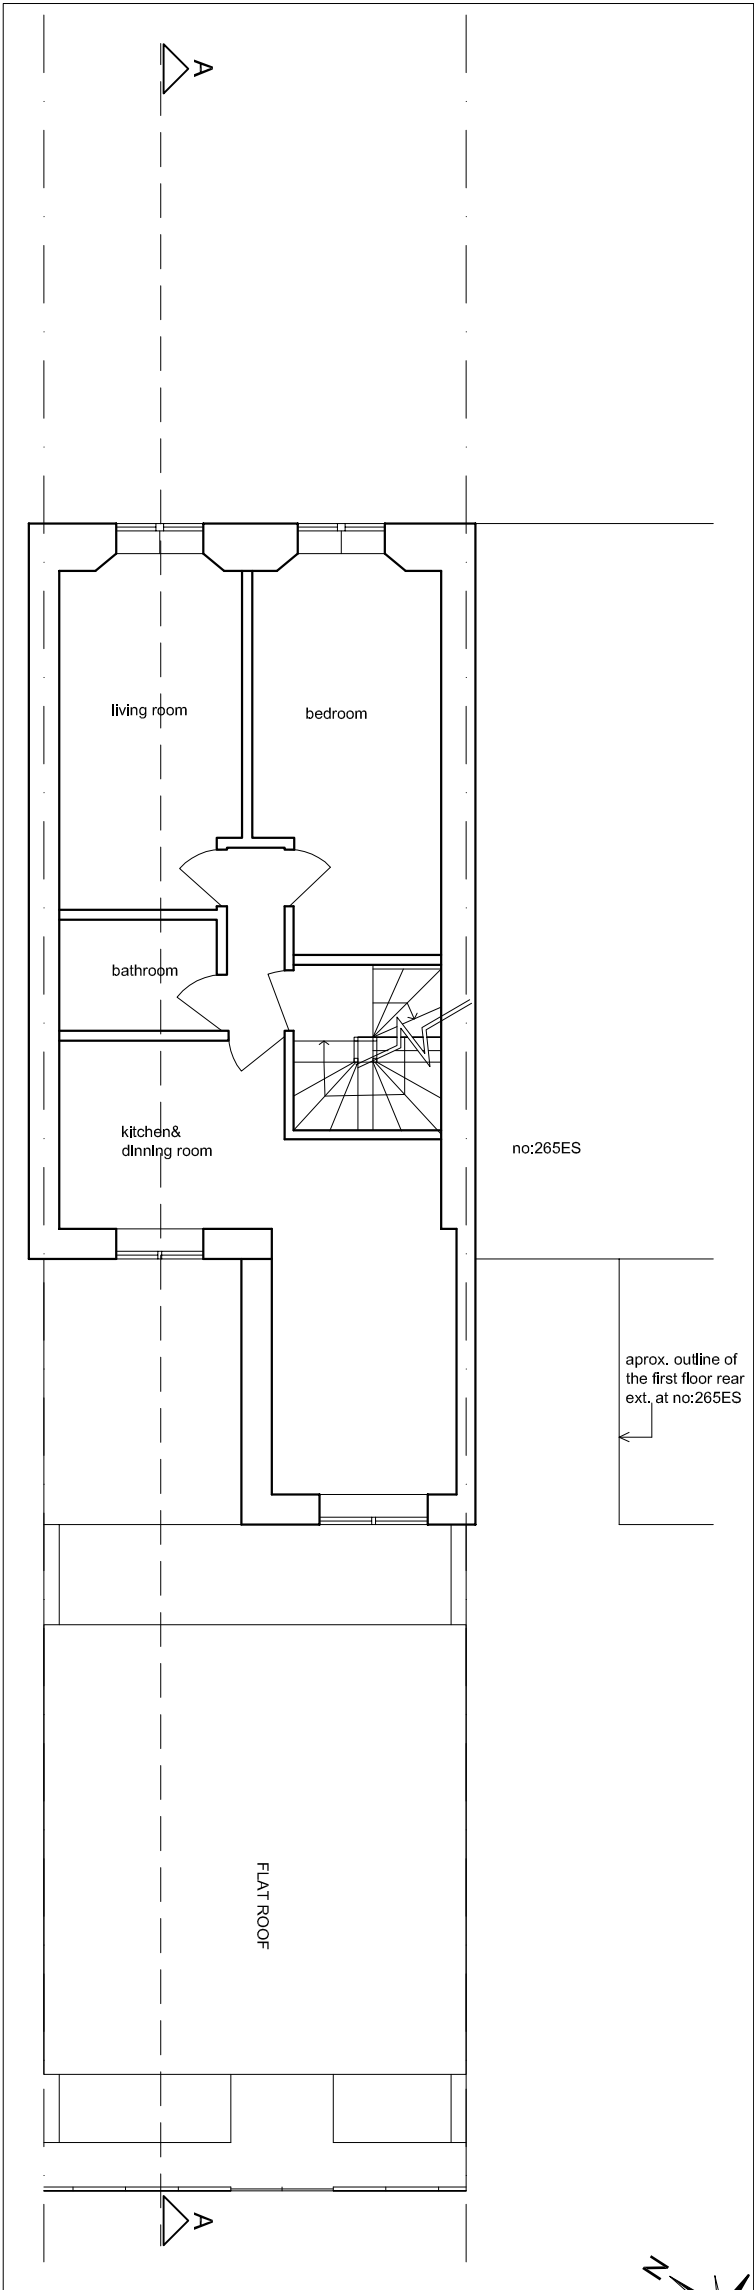 A
living room
bedroom
bathroom
kitchen&
dinning room
no:265ES
aprox. outline of
the first floor rear
ext. at no:265ES
FLAT ROOF
A
N